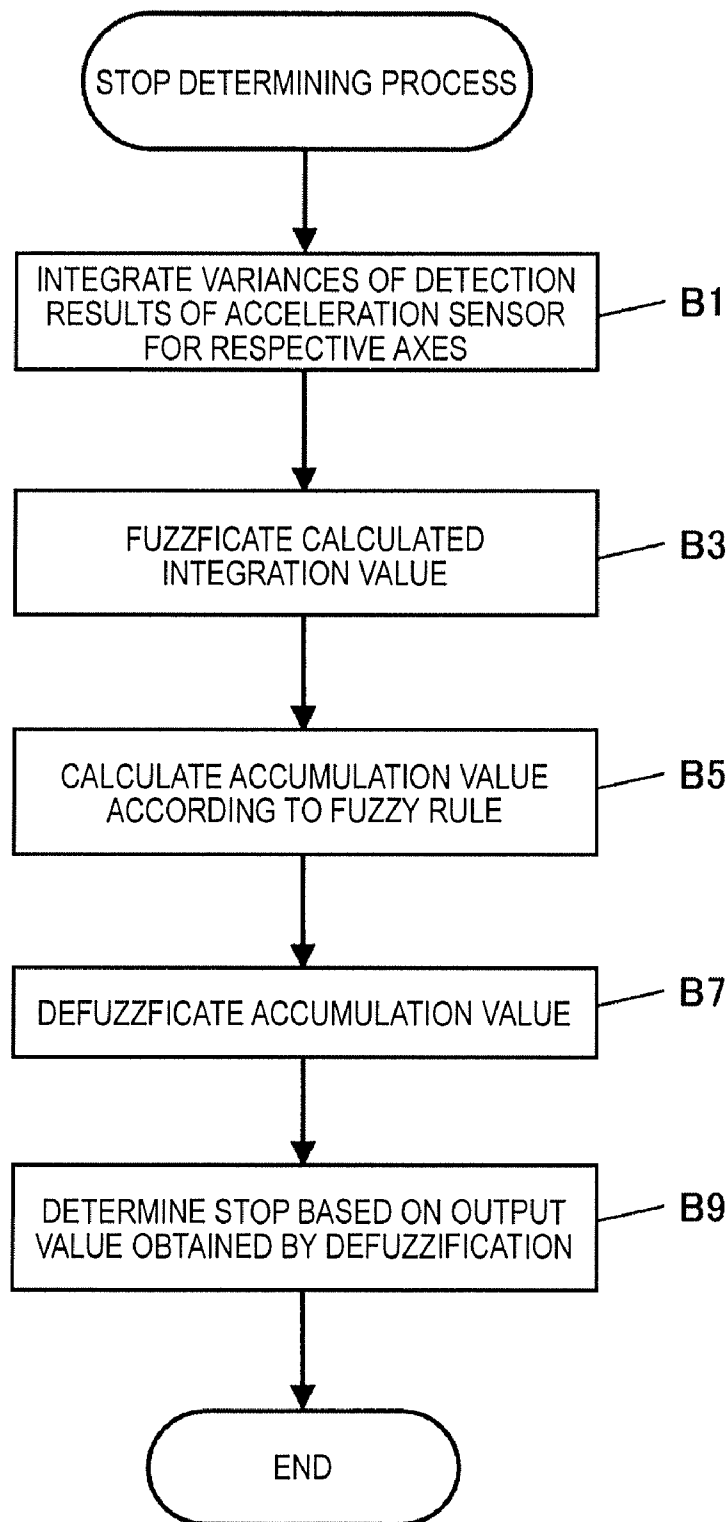 STOP DETERMINING PROCESS
INTEGRATE VARIANCES OF DETECTION
RESULTS OF ACCELERATION SENSOR
FOR RESPECTIVE AXES
B1
FUZZFICATE CALCULATED
INTEGRATION VALUE
B3
CALCULATE ACCUMULATION VALUE
ACCORDING TO FUZZY RULE
B5
DEFUZZFICATE ACCUMULATION VALUE
B7
DETERMINE STOP BASED ON OUTPUT
VALUE OBTAINED BY DEFUZZIFICATION
B9
END